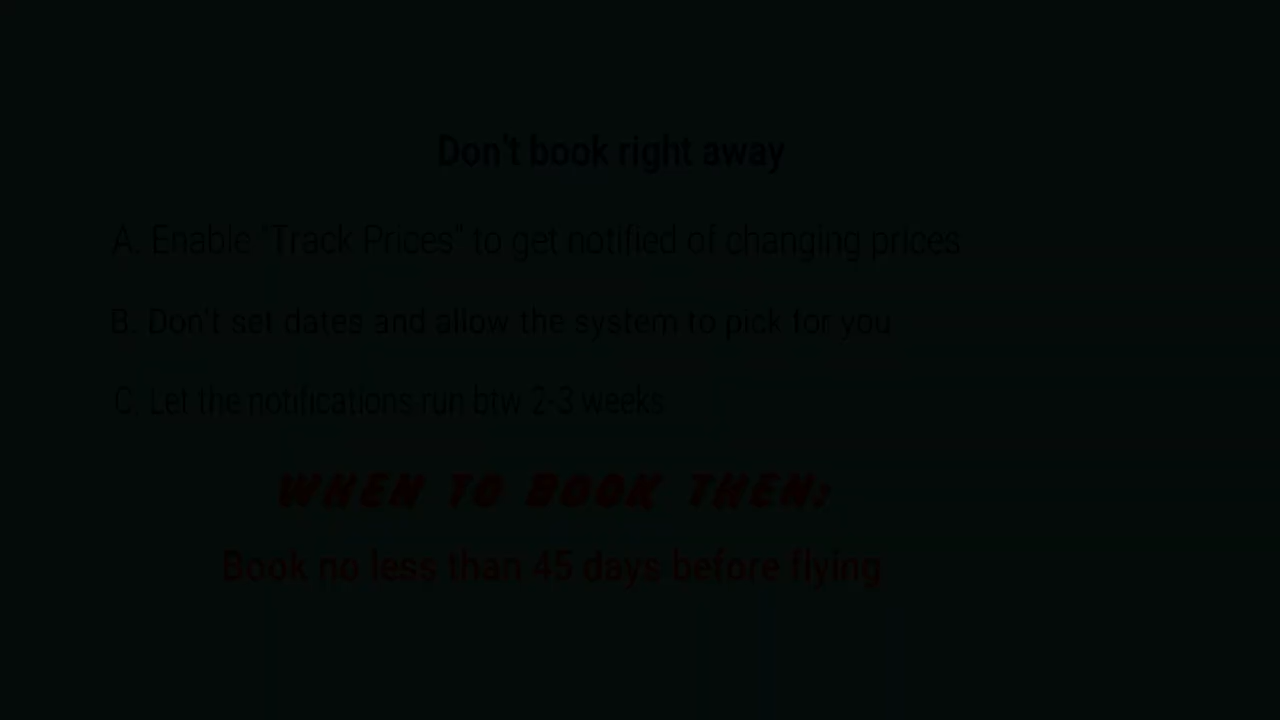 Don't book right away
A. Enable "Track Prices" to get notified of changing prices
B. Don't set dates and allow the system to pick for you
C. Let the notifications run btw 2-3 weeks
WHEN TO BOOK THEN;
Book no less than 45 days before flying